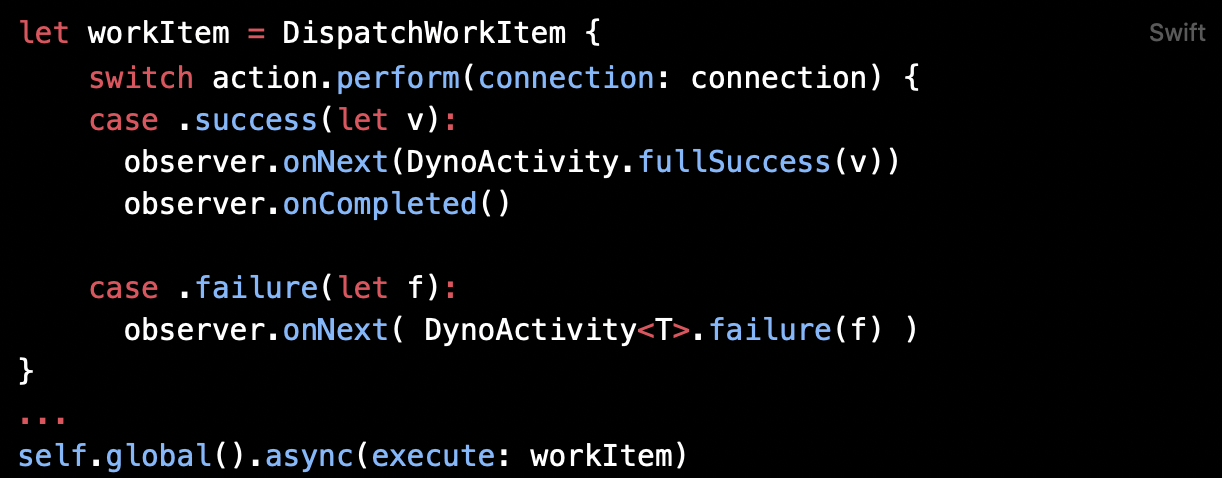 let workItem = DispatchWorkItem {
Swift
    switch action.perform(connection: connection) {
    case .success(let v):
      observer.onNext(DynoActivity.fullSuccess(v))
      observer.onCompleted()

    case .failure(let f):
      observer.onNext( DynoActivity<T>.failure(f) )
}
...
self.global().async(execute: workItem)